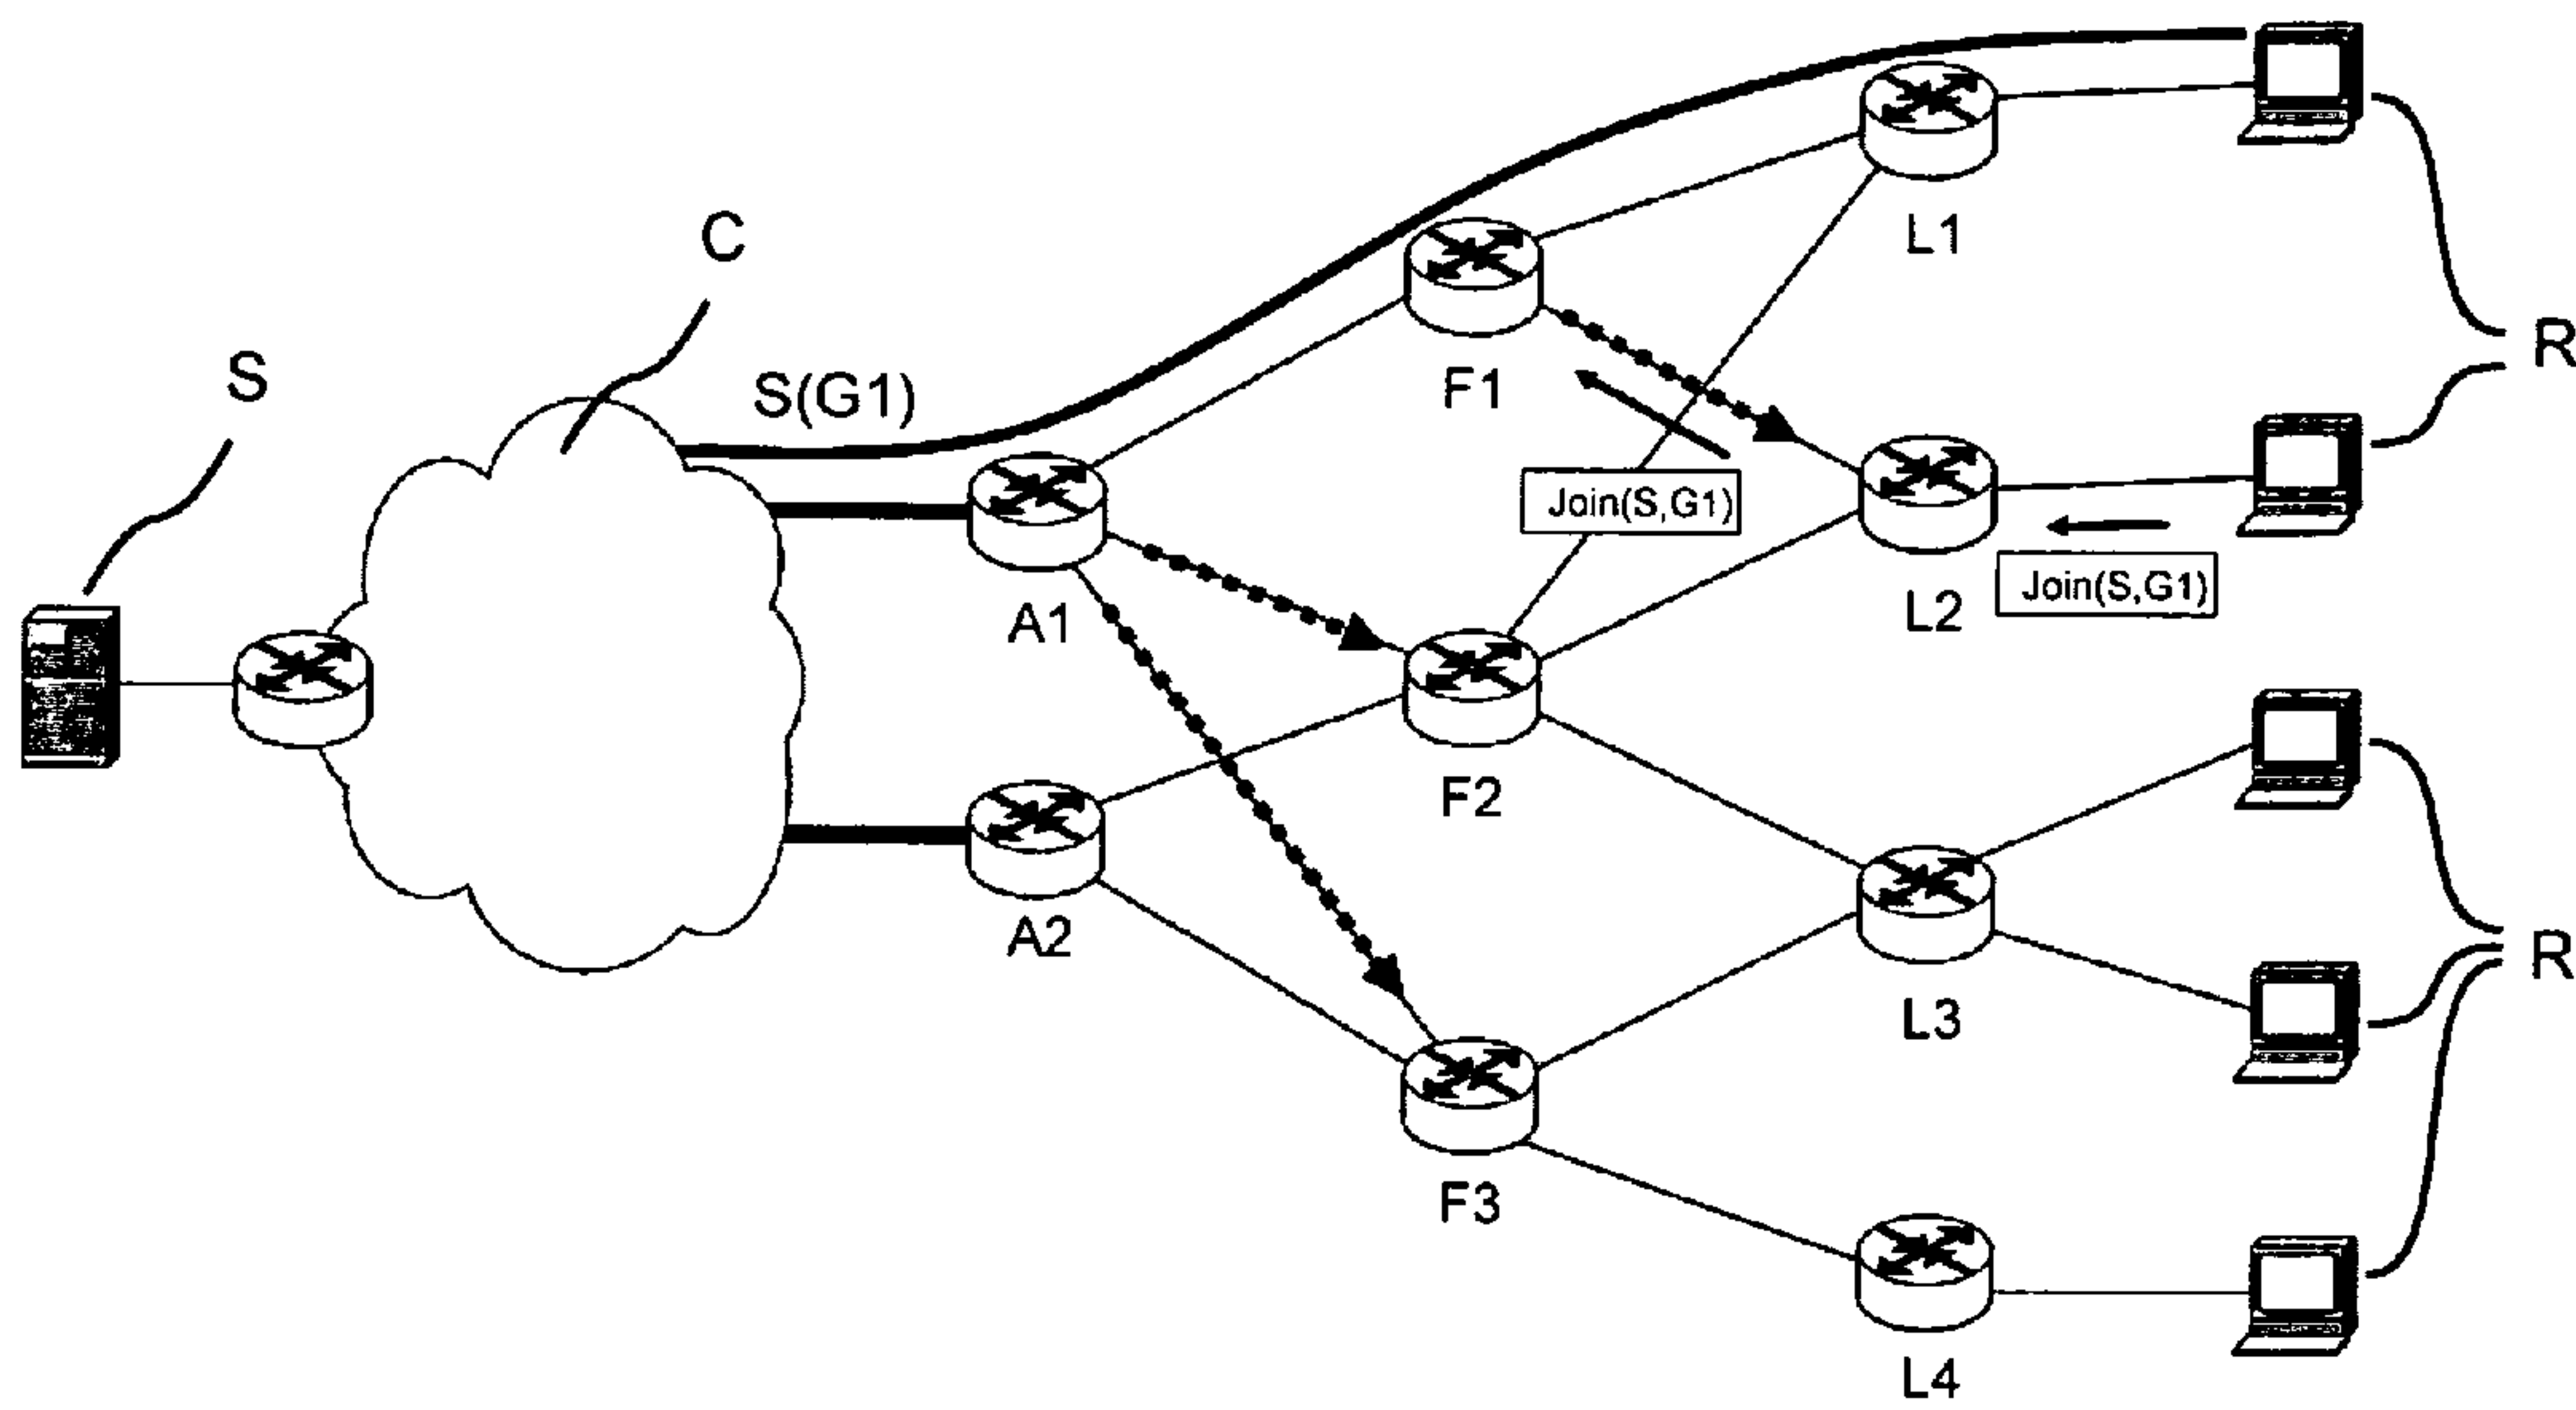 C
S
S(G1)
L1
F1
R
Join(S,G1)
Join(S,G1)
A1
L2
F2
A2
R
L3
F3
L4